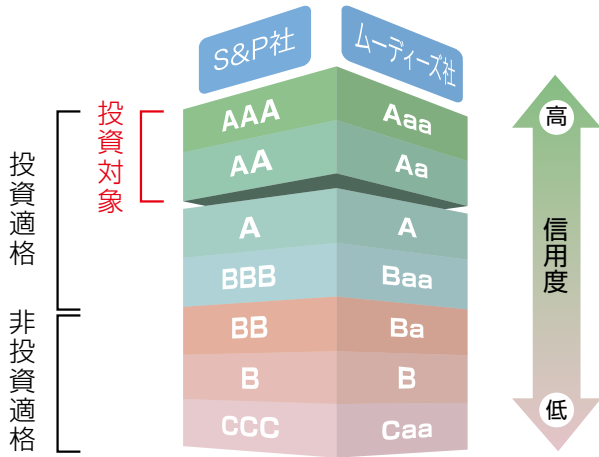 S&P社
ムーディーズ社
投資対象
投資適格
非投資適格
AAA
Aaa
AA
Aa
A
A
BBB
Baa
BB
Ba
B
B
CCC
Caa
高
信用度
低